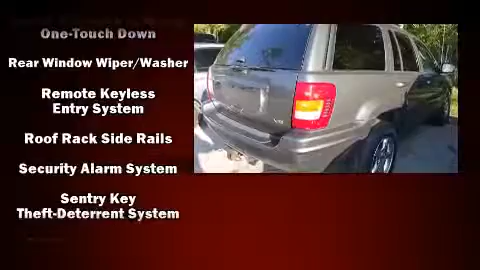 One-Touch Down
Rear Window Wiper/Washer
Remote Keyless
Entry System
Roof Rack Side Rails
Security Alarm System
Sentry Key
Theft-Deterrent System